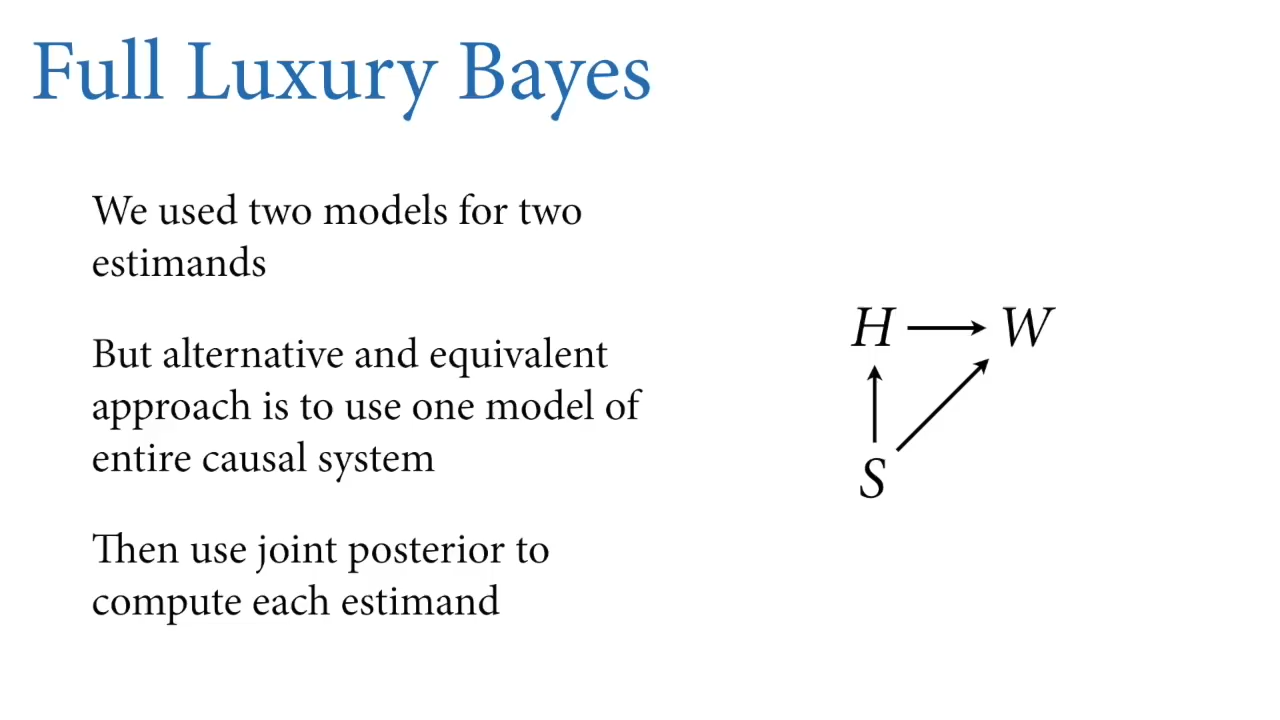 Full Luxury Bayes
We used two models for two
estimands
But alternative and equivalent
approach is to use one model of
entire causal system
Then use joint posterior to
compute each estimand
H W
S